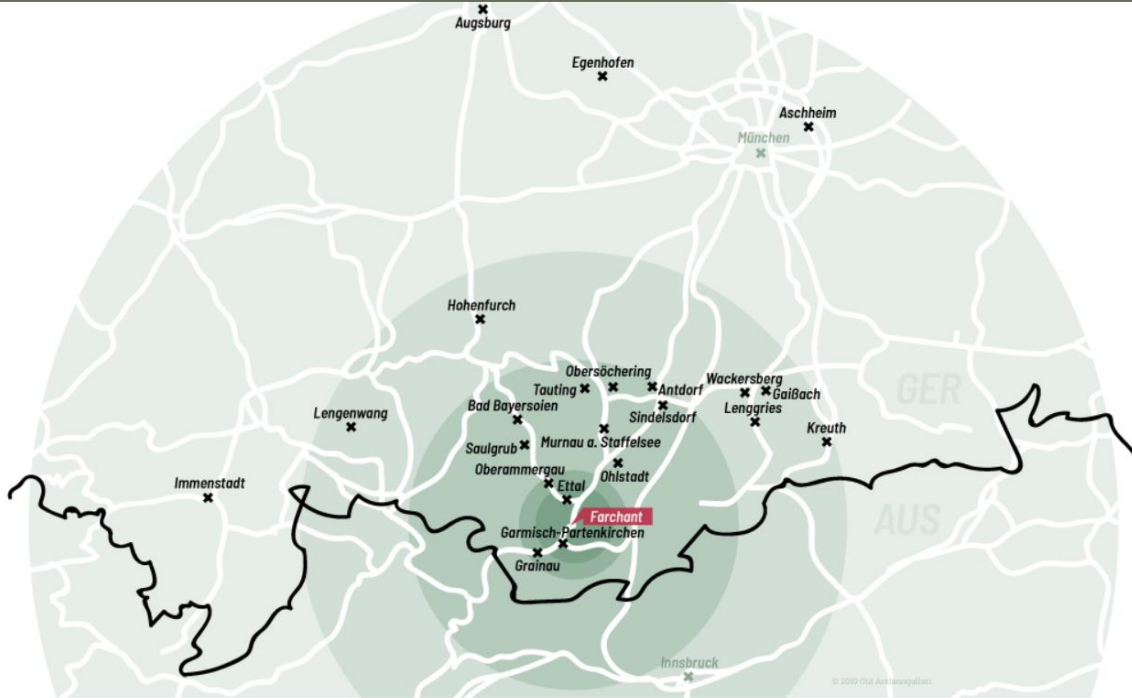 Augsburg
Egenhofen
Aschheim
München
Hohenfurch
Obersöchering
Tauting
Antdorf
Wackersberg
Gaißach
Bad Bayersoien
Sindelsdorf
Lenggries
Lengenwang
Kreuth
Saulgrub
Murnau a. Staffelsee
Oberammergau
Ohlstadt
Immenstadt
Ettal
Farchant
Garmisch-Partenkirchen
Grainau
GER
AUS
Innsbruck
© 2019